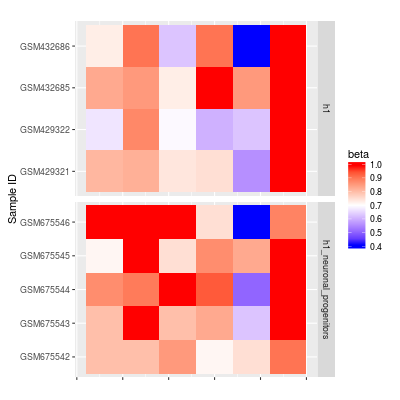 GSM432686
GSM432685
GSM429322
GSM429321
h1
GSM675546
GSM675545
GSM675544
GSM675543
GSM675542
h1_neuronal_progenitors
Sample ID
beta
1.0
0.9
0.8
0.7
0.6
0.5
0.4